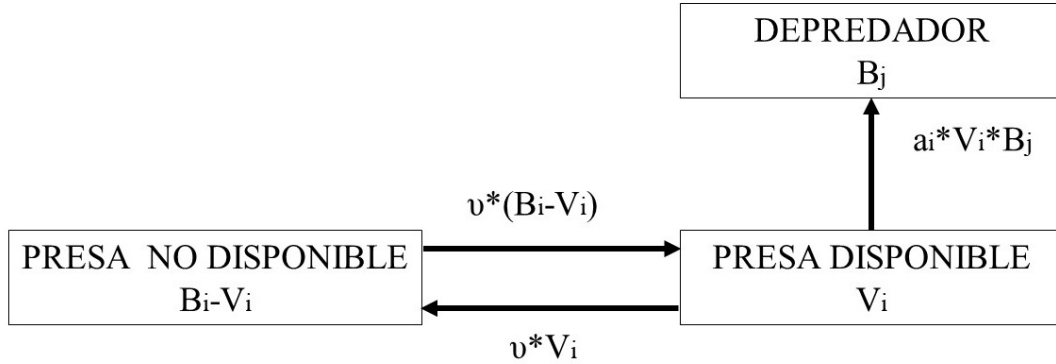 DEPREDADOR
Bj
ai*Vi*Bj
υ*(Bi-Vi)
PRESA NO DISPONIBLE
Bi-Vi
PRESA DISPONIBLE
Vi
υ*Vi